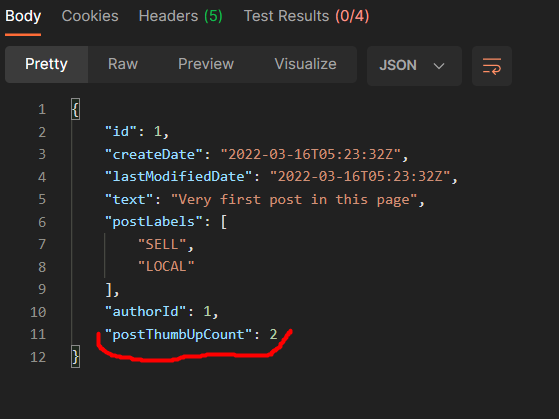 Body Cookies Headers (5) Test Results (0/4)
Pretty Raw Preview Visualize JSON
1 {
2 "id": 1,
3 "createDate": "2022-03-16T05:23:32Z",
4 "lastModifiedDate": "2022-03-16T05:23:32Z",
5 "text": "Very first post in this page",
6 "postLabels": [
7 "SELL",
8 "LOCAL"
9 ],
10 "authorId": 1,
11 "postThumbUpCount": 2
12 }